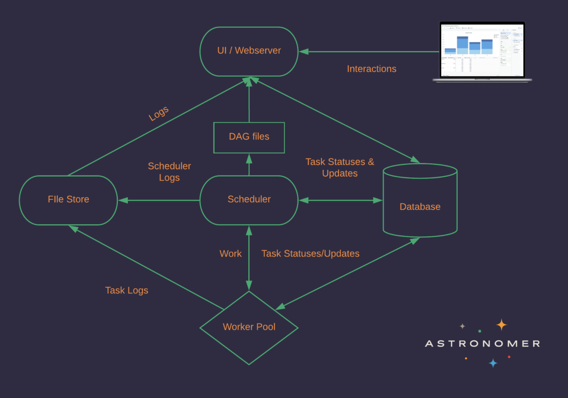 UI / Webserver
Interactions
Logs
DAG files
Scheduler
Logs
Task Statuses &
Updates
FIle Store
Scheduler
Database
Work
Task Statuses/Updates
Task Logs
Worker Pool
ASTRONOMER